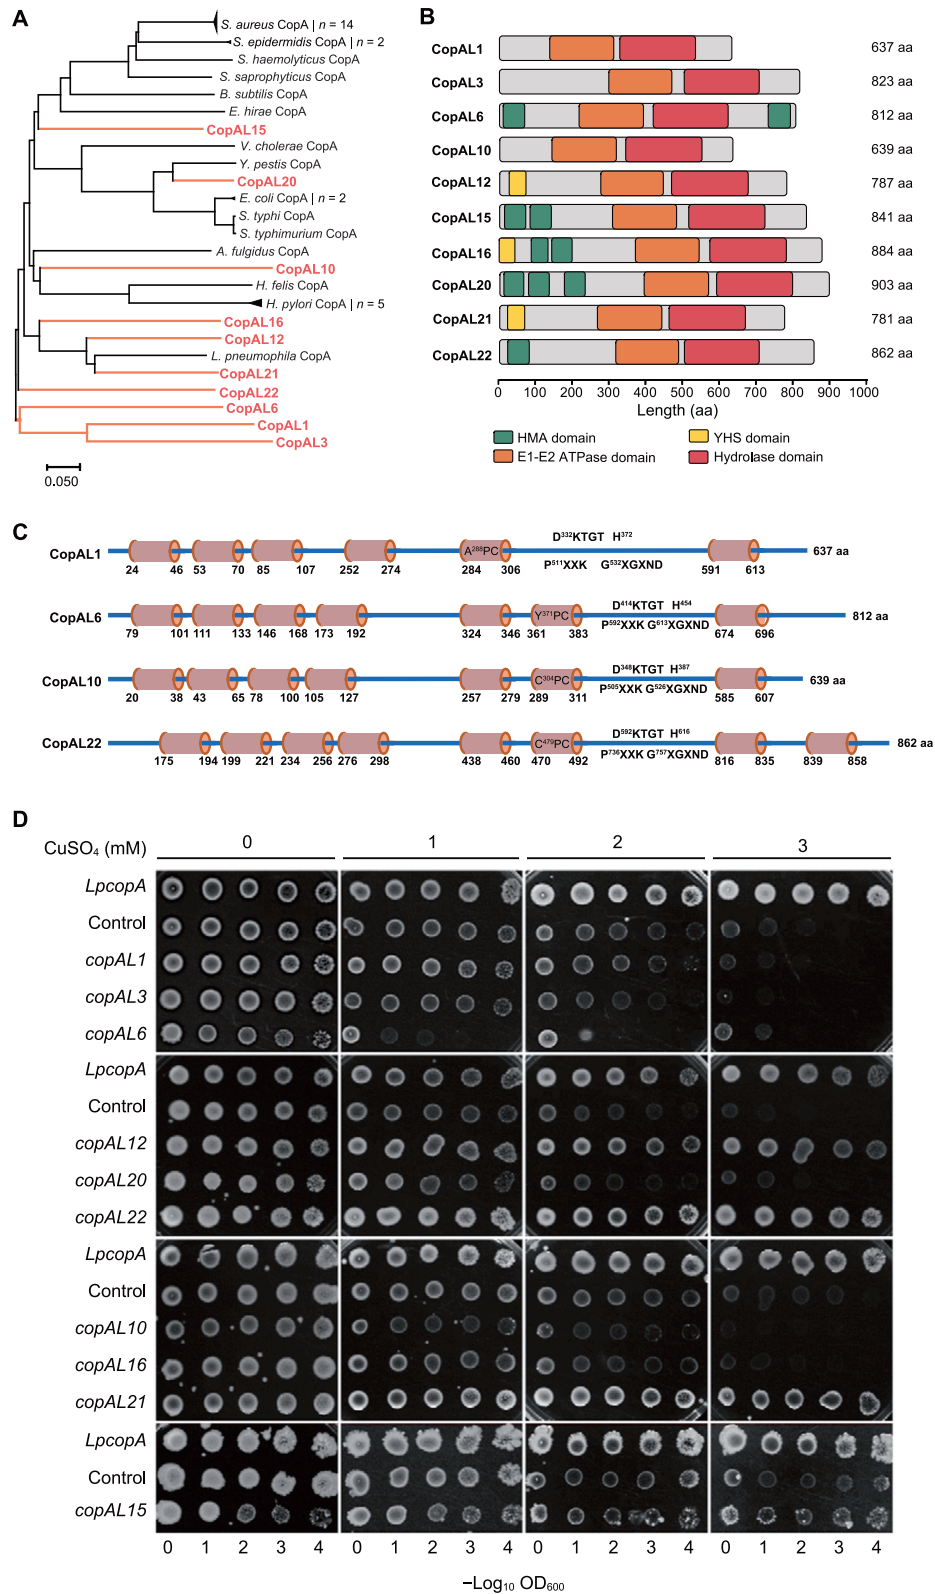 A
S. aureus CopA | n = 14
S. epidermidis CopA | n = 2
S. haemolyticus CopA
S. saprophyticus CopA
B. subtilis CopA
E. hirae CopA
CopAL15
V. cholerae CopA
Y. pestis CopA
CopAL20
E. coli CopA | n = 2
S. typhi CopA
S. typhimurium CopA
A. fulgidus CopA
CopAL10
H. felis CopA
H. pylori CopA | n = 5
CopAL16
CopAL12
L. pneumophila CopA
CopAL21
CopAL22
CopAL6
CopAL1
CopAL3
0.050
B
CopAL1 637 aa
CopAL3 823 aa
CopAL6 812 aa
CopAL10 639 aa
CopAL12 787 aa
CopAL15 841 aa
CopAL16 884 aa
CopAL20 903 aa
CopAL21 781 aa
CopAL22 862 aa
0 100 200 300 400 500 600 700 800 900 1000
Length (aa)
HMA domain YHS domain
E1-E2 ATPase domain Hydrolase domain
C
D³³²KTGT H³⁷²
CopAL1 A²⁸⁸PC 637 aa
P⁵¹¹XXK G⁵³²XGXND
24 46 53 70 85 107 252 274 284 306 591 613
D⁴¹⁴KTGT H⁴⁵⁴
CopAL6 Y³⁷¹PC 812 aa
P⁵⁹²XXK G⁶¹³XGXND
79 101 111 133 146 168 173 192 324 346 361 383 674 696
D³⁴⁸KTGT H³⁸⁷
CopAL10 C³⁰⁴PC 639 aa
P⁵⁰⁵XXK G⁵²⁶XGXND
20 38 43 65 78 100 105 127 257 279 289 311 585 607
D⁵⁹²KTGT H⁶¹⁶
CopAL22 C⁴⁷⁹PC 862 aa
P⁷³⁶XXK G⁷⁵⁷XGXND
175 194 199 221 234 256 276 298 438 460 470 492 816 835 839 858
D
CuSO₄ (mM) 0 1 2 3
LpcopA
Control
copAL1
copAL3
copAL6
LpcopA
Control
copAL12
copAL20
copAL22
LpcopA
Control
copAL10
copAL16
copAL21
LpcopA
Control
copAL15
0 1 2 3 4 0 1 2 3 4 0 1 2 3 4 0 1 2 3 4
−Log₁₀ OD₆₀₀